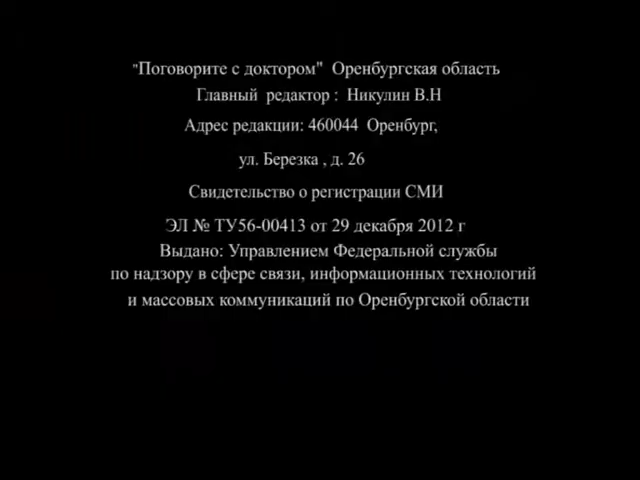 "Поговорите с доктором" Оренбургская область
Главный редактор : Никулин В.Н
Адрес редакции: 460044 Оренбург,
ул. Березка , д. 26
Свидетельство о регистрации СМИ
ЭЛ № ТУ56-00413 от 29 декабря 2012 г
Выдано: Управлением Федеральной службы
по надзору в сфере связи, информационных технологий
и массовых коммуникаций по Оренбургской области